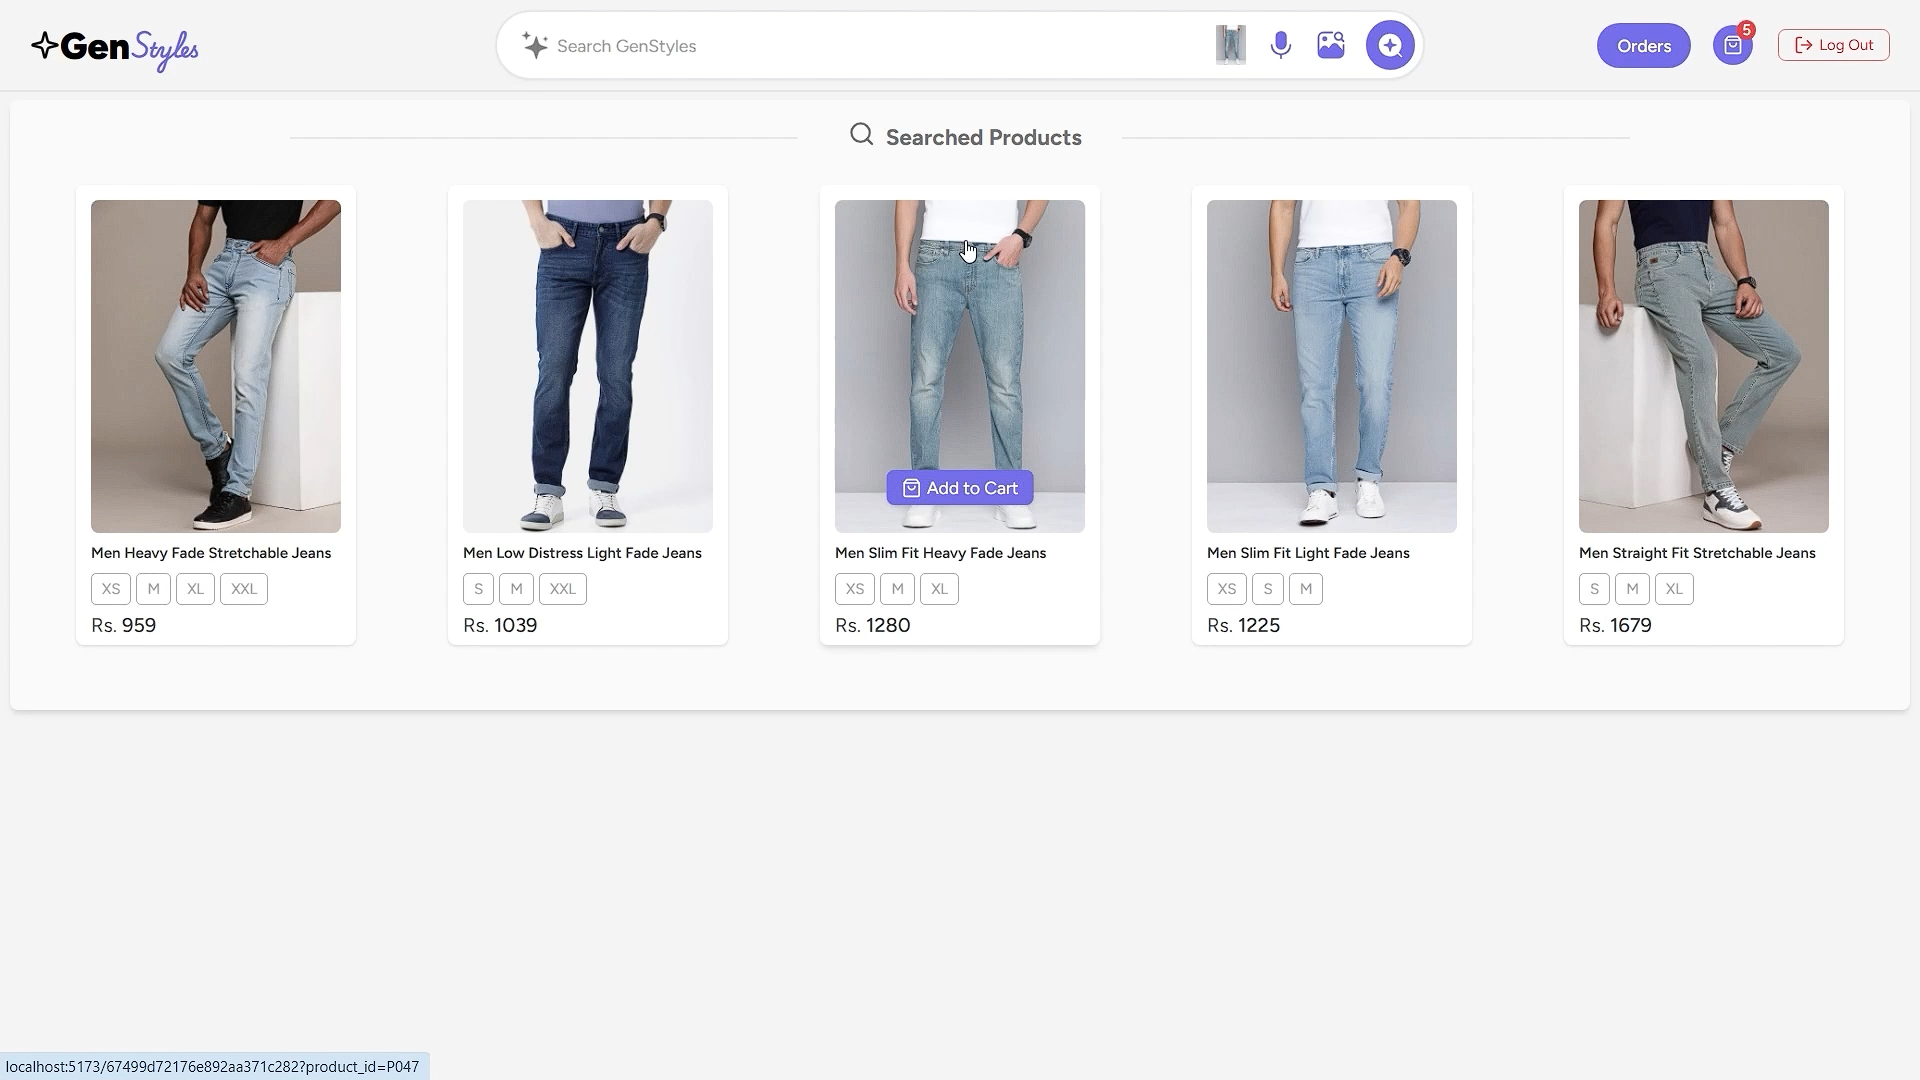 GenStyles
Search GenStyles
Orders
5
Log Out
Searched Products
Add to Cart
Men Heavy Fade Stretchable Jeans
XS M XL XXL
Rs. 959
Men Low Distress Light Fade Jeans
S M XXL
Rs. 1039
Men Slim Fit Heavy Fade Jeans
XS M XL
Rs. 1280
Men Slim Fit Light Fade Jeans
XS S M
Rs. 1225
Men Straight Fit Stretchable Jeans
S M XL
Rs. 1679
localhost:5173/67499d72176e892aa371c282?product_id=P047